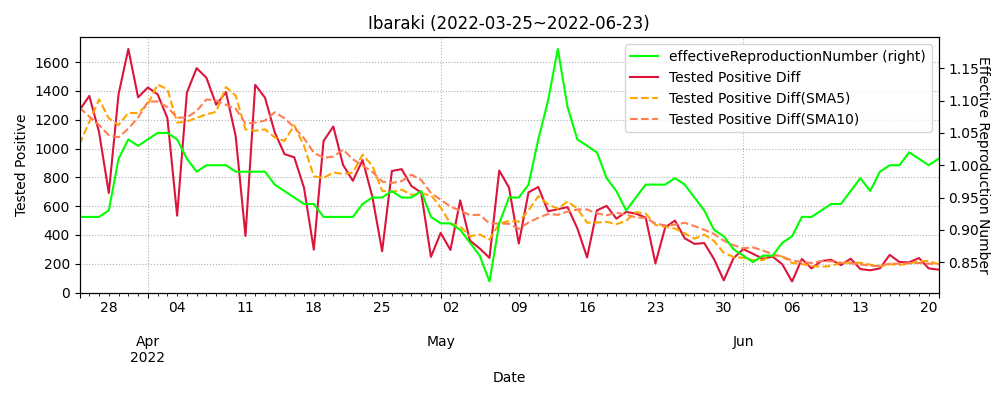 Ibaraki (2022-03-25~2022-06-23)
effectiveReproductionNumber (right)
Tested Positive Diff
Tested Positive Diff(SMA5)
Tested Positive Diff(SMA10)
Tested Positive
1600
1400
1200
1000
800
600
400
200
0
1.15
1.10
1.05
1.00
0.95
0.90
0.85
Effective Reproduction Number
28 04 11 18 25 02 09 16 23 30 06 13 20
Apr May Jun
2022
Date